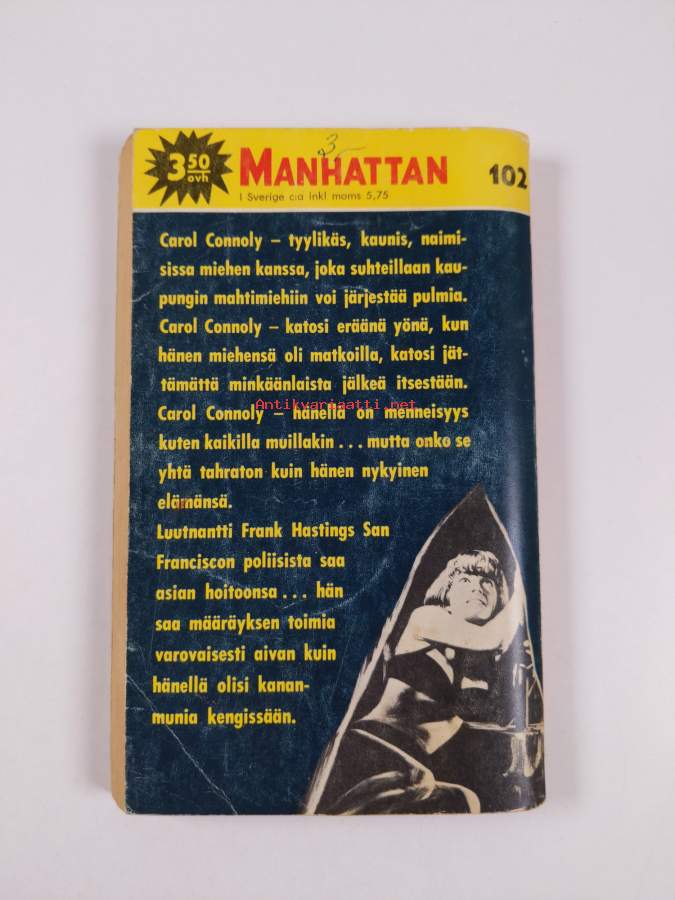 3
3 50
ovh
MANHATTAN
102
I Sverige c:a inkl moms 5,75
Carol Connoly – tyylikäs, kaunis, naimi-
sissa miehen kanssa, joka suhteillaan kau-
pungin mahtimiehiin voi järjestää pulmia.
Carol Connoly – katosi eräänä yönä, kun
hänen miehensä oli matkoilla, katosi jät-
tämättä minkäänlaista jälkeä itsestään.
Antikvariaatti.net
Carol Connoly – hänellä on menneisyys
kuten kaikilla muillakin . . . mutta onko se
yhtä tahraton kuin hänen nykyinen
elämänsä.
Luutnantti Frank Hastings San
Franciscon poliisista saa
asian hoitoonsa . . . hän
saa määräyksen toimia
varovaisesti aivan kuin
hänellä olisi kanan-
munia kengissään.